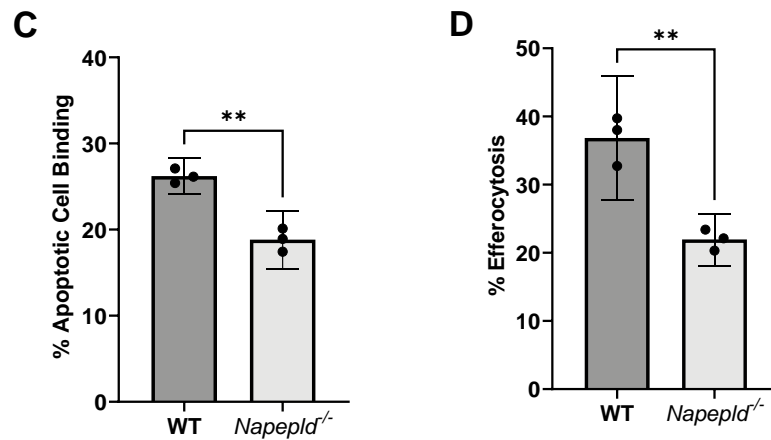 C
% Apoptotic Cell Binding
40
30
20
10
0
**
WT Napepld-/-
D
% Efferocytosis
50
40
30
20
10
0
**
WT Napepld-/-